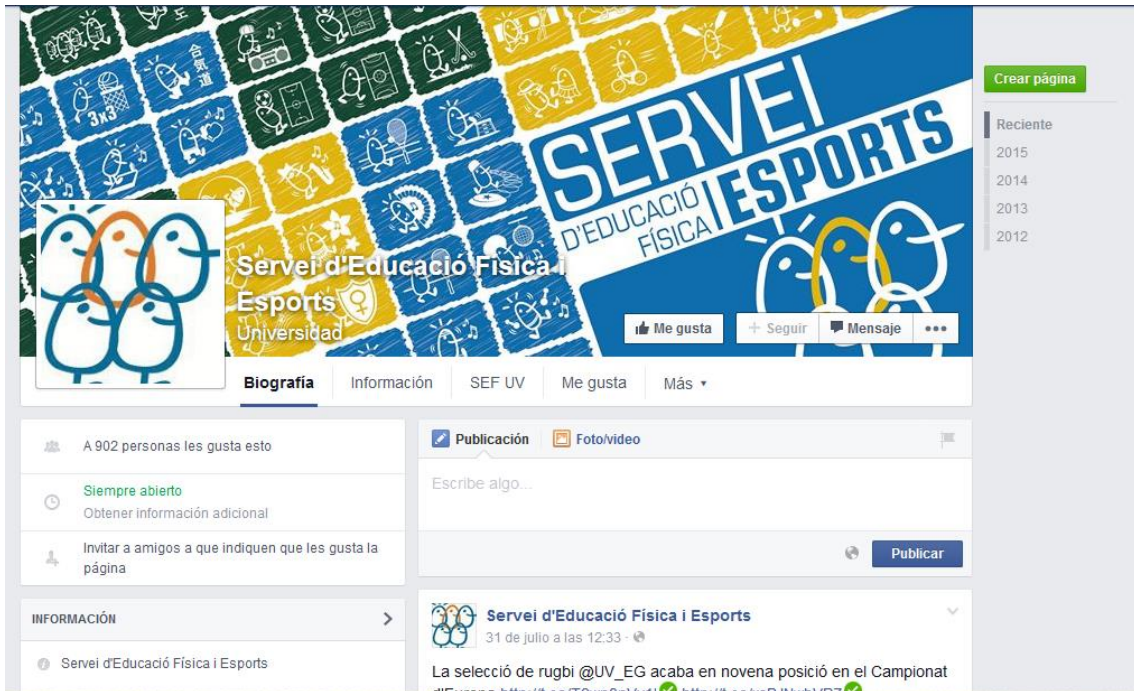 合気道
3x3
SERVEI
D'EDUCACIÓ
FÍSICA I ESPORTS
Servei d'Educació Física i
Esports
Universidad
Me gusta
+ Seguir
Mensaje
Crear página
Reciente
2015
2014
2013
2012
Biografía
Información
SEF UV
Me gusta
Más
A 902 personas les gusta esto
Siempre abierto
Obtener información adicional
Invitar a amigos a que indiquen que les gusta la
página
INFORMACIÓN
Servei d'Educació Física i Esports
Publicación
Foto/video
Escribe algo...
Publicar
Servei d'Educació Física i Esports
31 de julio a las 12:33 ·
La selecció de rugbi @UV_EG acaba en novena posició en el Campionat